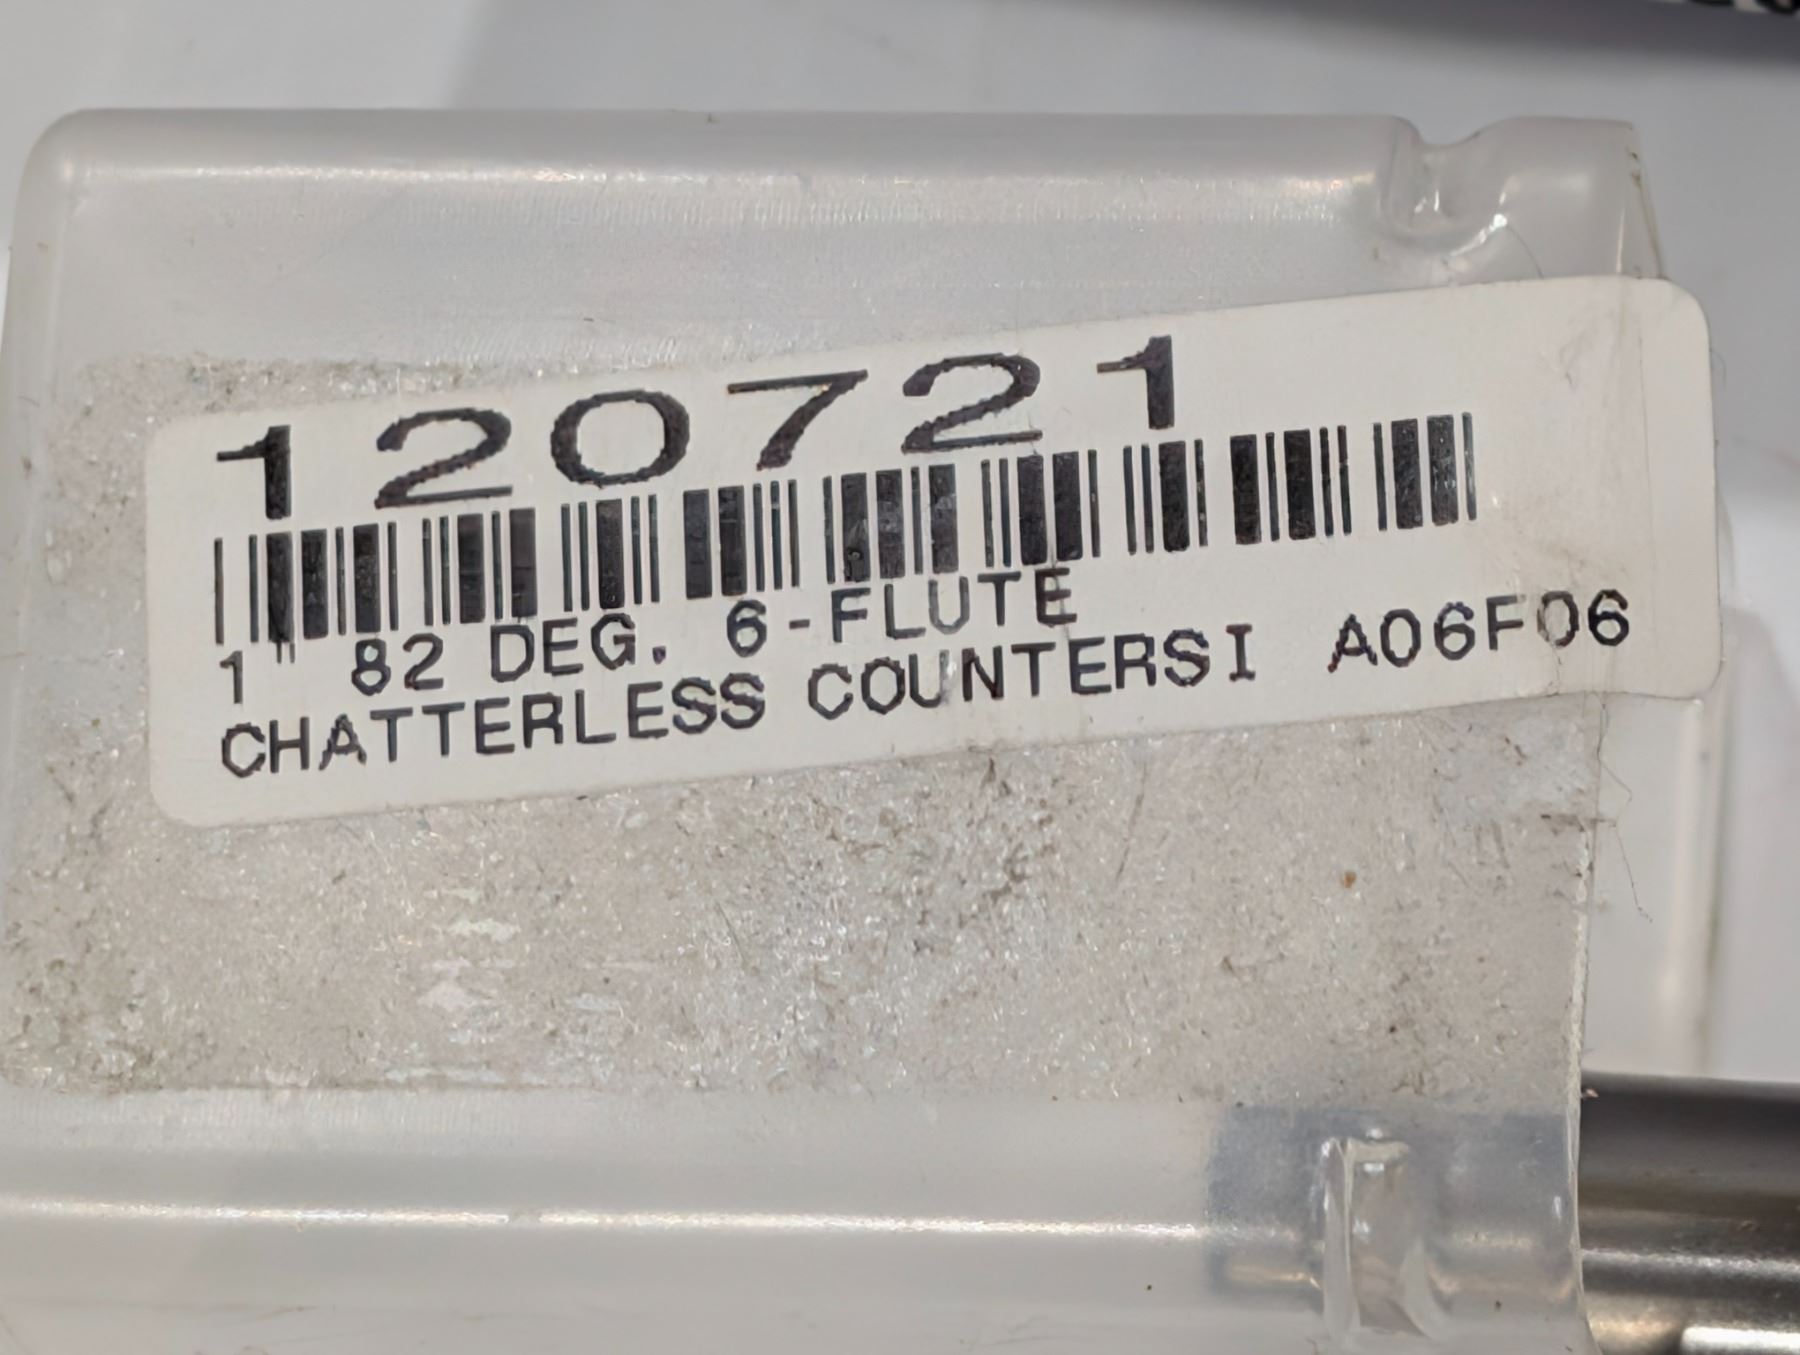 120721
1" 82 DEG. 6-FLUTE
CHATTERLESS COUNTERSI A06F06